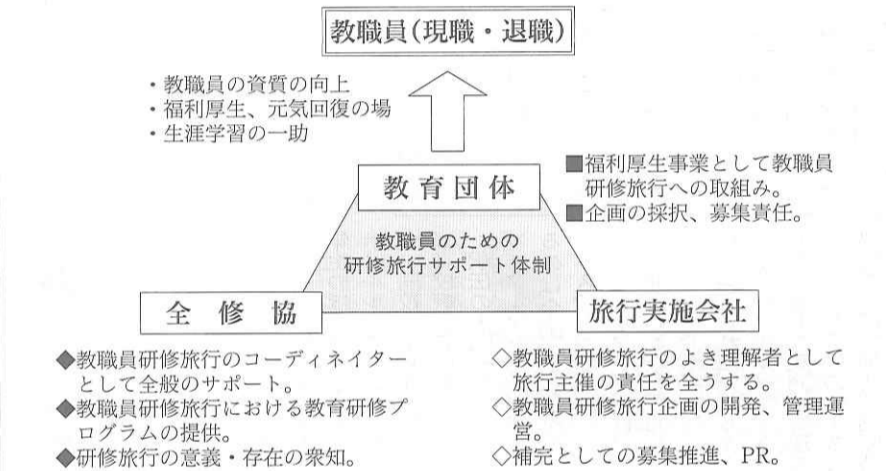 教職員(現職・退職)
・教職員の資質の向上
・福利厚生、元気回復の場
・生涯学習の一助
教育団体
■福利厚生事業として教職員
研修旅行への取組み。
■企画の採択、募集責任。
教職員のための
研修旅行サポート体制
全修協
旅行実施会社
◆教職員研修旅行のコーディネイター
として全般のサポート。
◆教職員研修旅行における教育研修プ
ログラムの提供。
◆研修旅行の意義・存在の衆知。
◇教職員研修旅行のよき理解者として
旅行主催の責任を全うする。
◇教職員研修旅行企画の開発、管理運
営。
◇補完としての募集推進、PR。